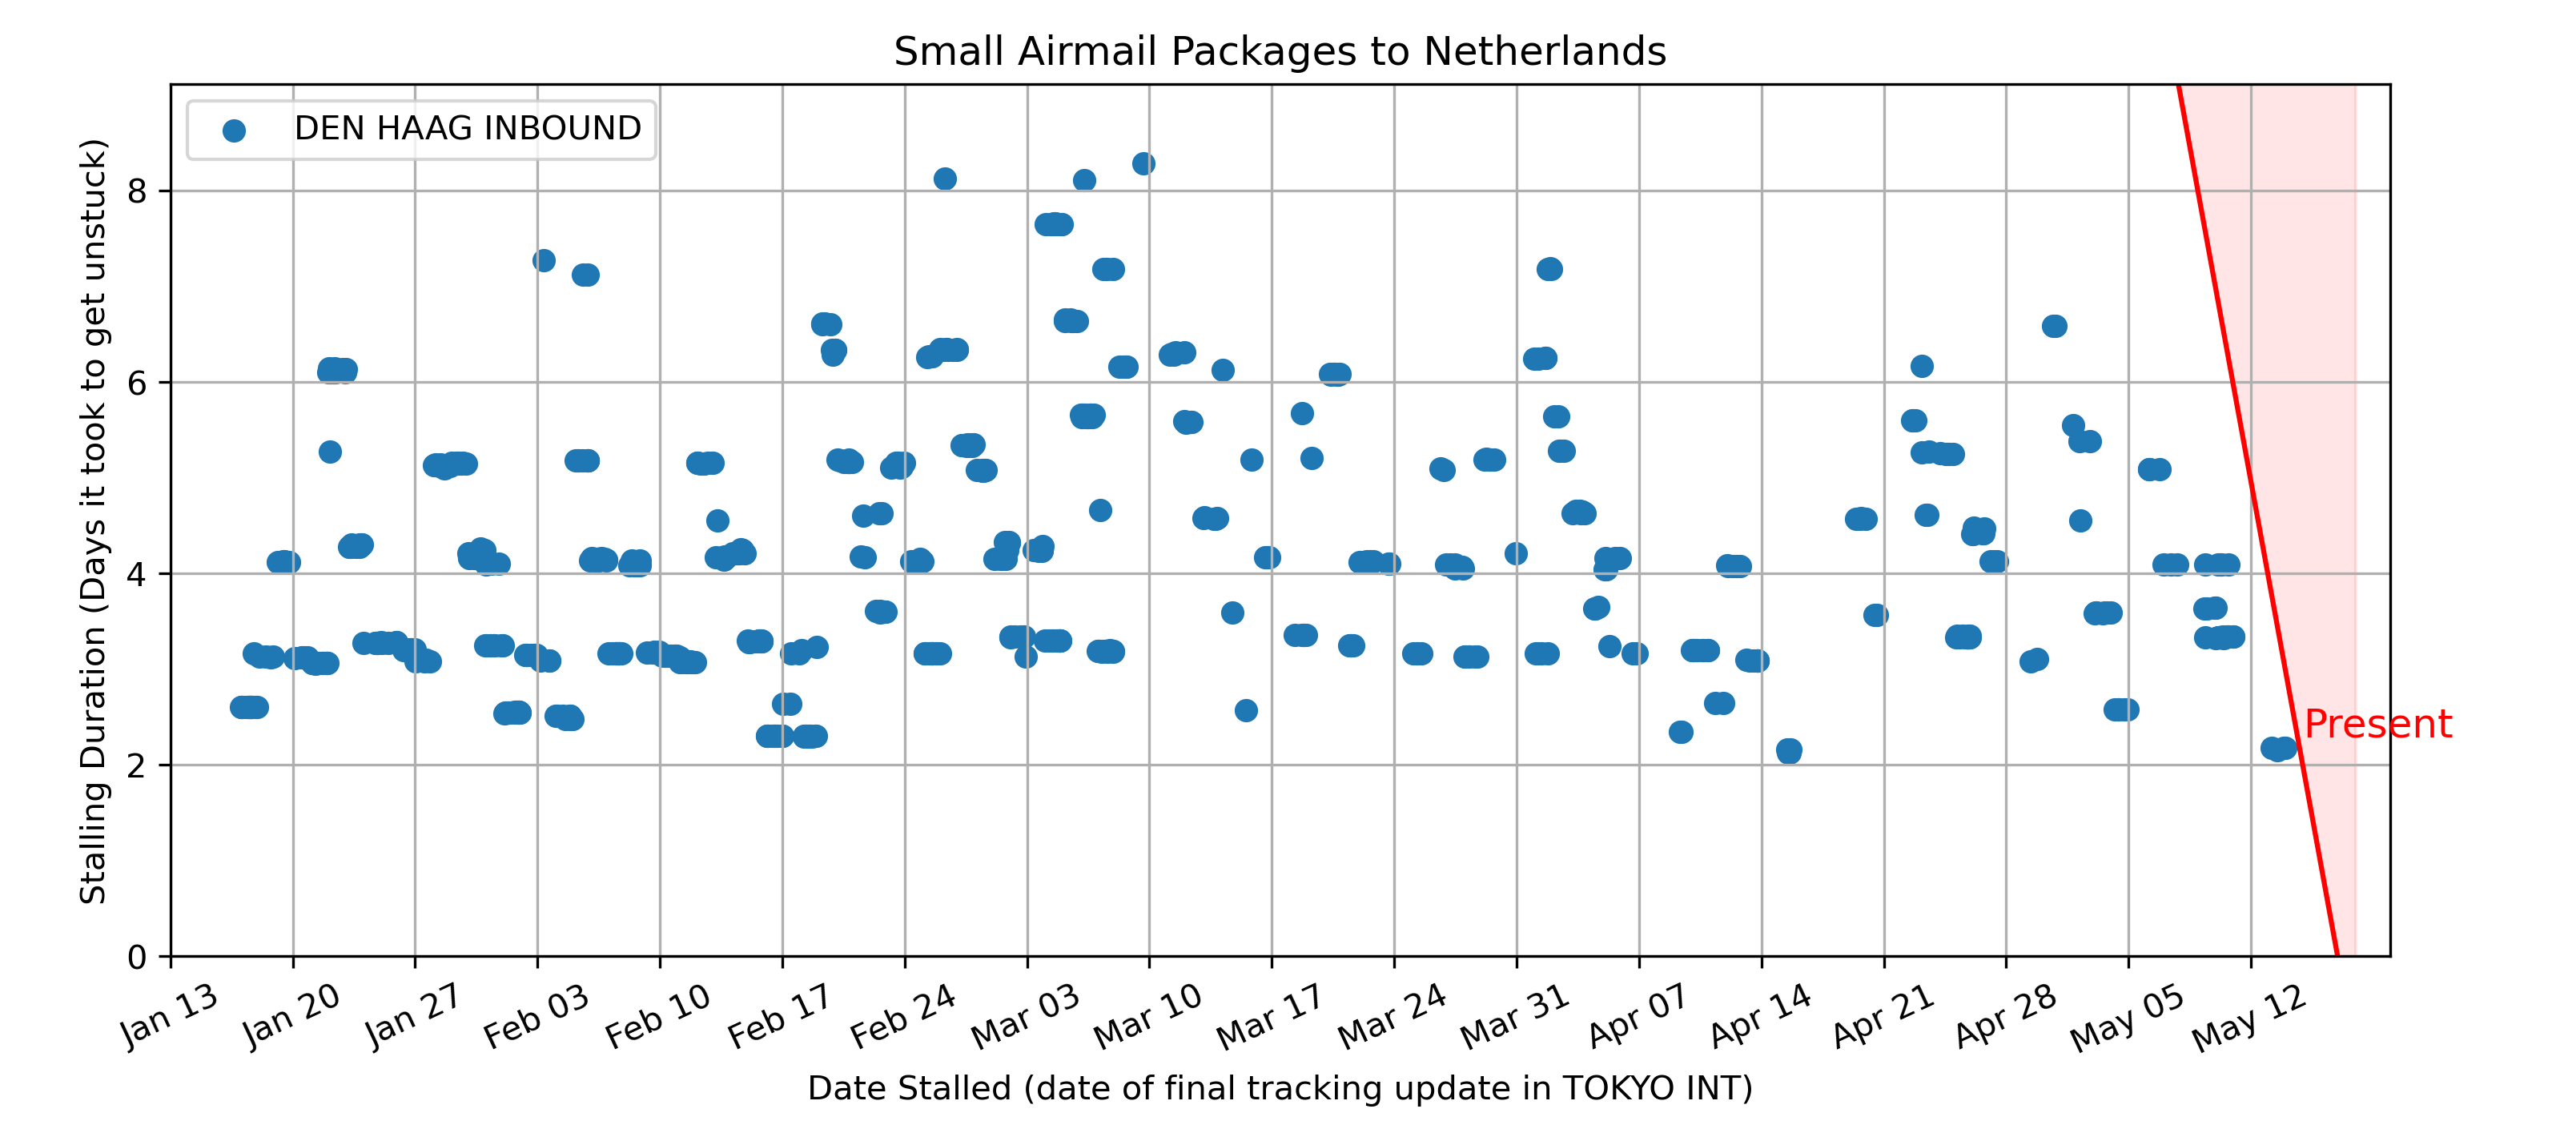 Small Airmail Packages to Netherlands
DEN HAAG INBOUND
Stalling Duration (Days it took to get unstuck)
8
6
4
2
0
Present
Jan 13
Jan 20
Jan 27
Feb 03
Feb 10
Feb 17
Feb 24
Mar 03
Mar 10
Mar 17
Mar 24
Mar 31
Apr 07
Apr 14
Apr 21
Apr 28
May 05
May 12
Date Stalled (date of final tracking update in TOKYO INT)